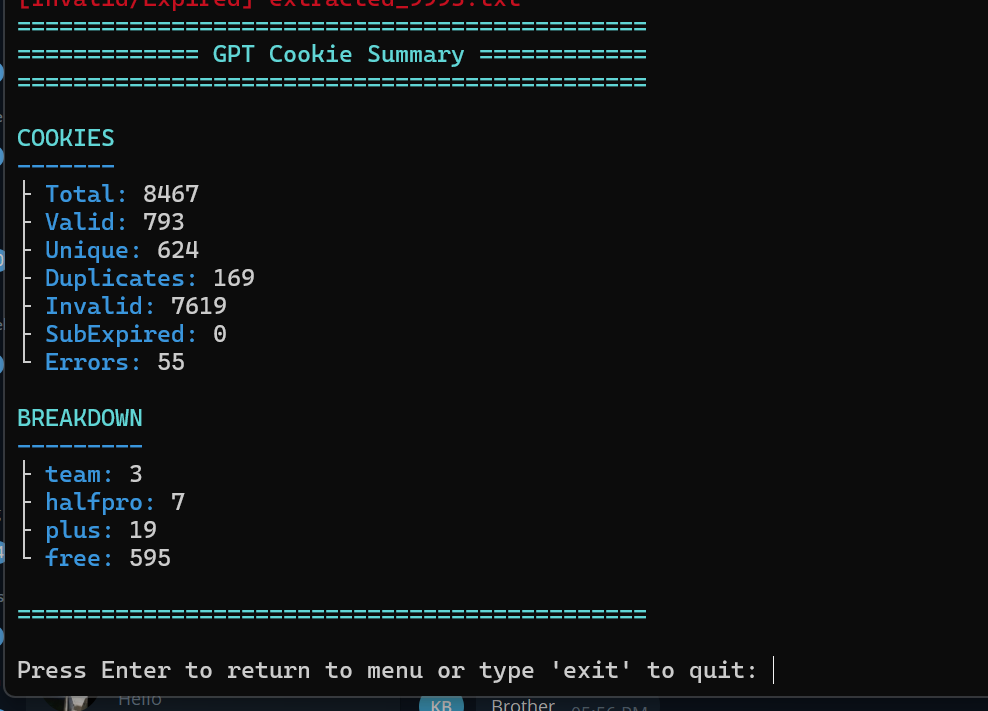 [Invalid/Expired] extracted_9995.txt
=============================================
============= GPT Cookie Summary ============
=============================================
COOKIES
-------
├ Total: 8467
├ Valid: 793
├ Unique: 624
├ Duplicates: 169
├ Invalid: 7619
├ SubExpired: 0
└ Errors: 55
BREAKDOWN
---------
├ team: 3
├ halfpro: 7
├ plus: 19
└ free: 595
=============================================
Press Enter to return to menu or type 'exit' to quit:
Hello
KB Brother 05:56 PM